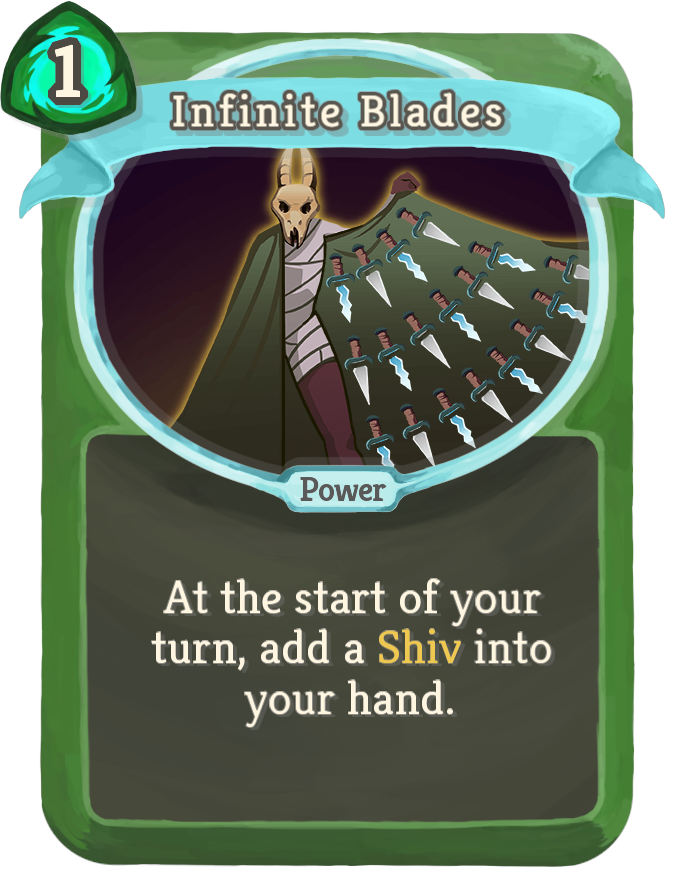 1
Infinite Blades
Power
At the start of your
turn, add a Shiv into
your hand.